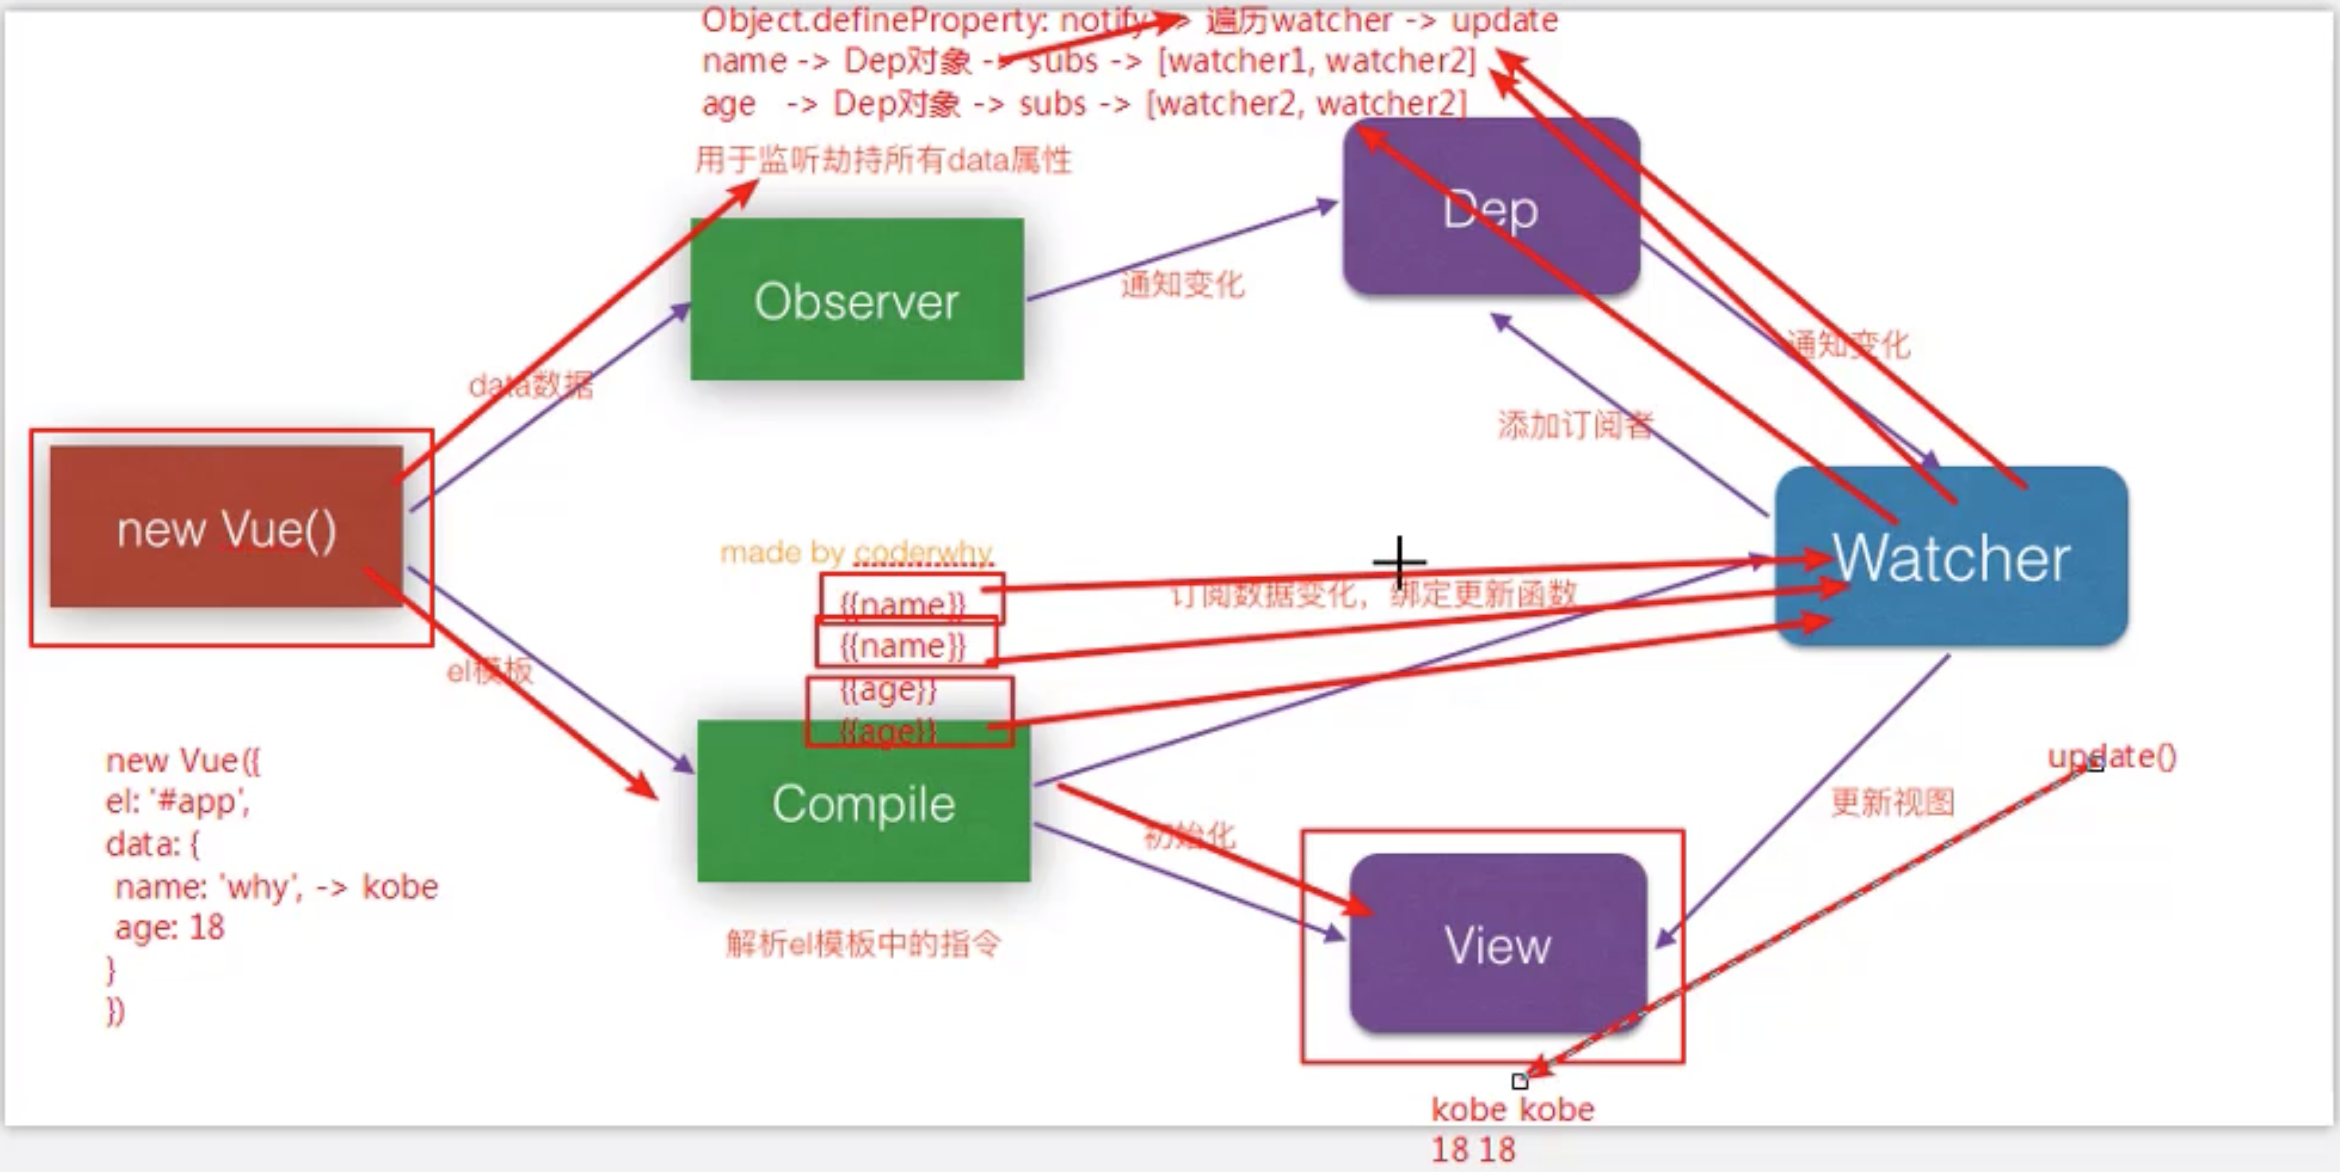 Object.defineProperty: notify -> 遍历watcher -> update
name -> Dep对象 -> subs -> [watcher1, watcher2]
age -> Dep对象 -> subs -> [watcher2, watcher2]
用于监听劫持所有data属性
Dep
Observer
通知变化
通知变化
data数据
添加订阅者
new Vue()
made by coderwhy
Watcher
{{name}}
订阅数据变化，绑定更新函数
{{name}}
el模板
{{age}}
{{age}}
new Vue({
el: '#app',
data: {
name: 'why', -> kobe
age: 18
}
})
Compile
update()
更新视图
初始化
解析el模板中的指令
View
kobe kobe
18 18